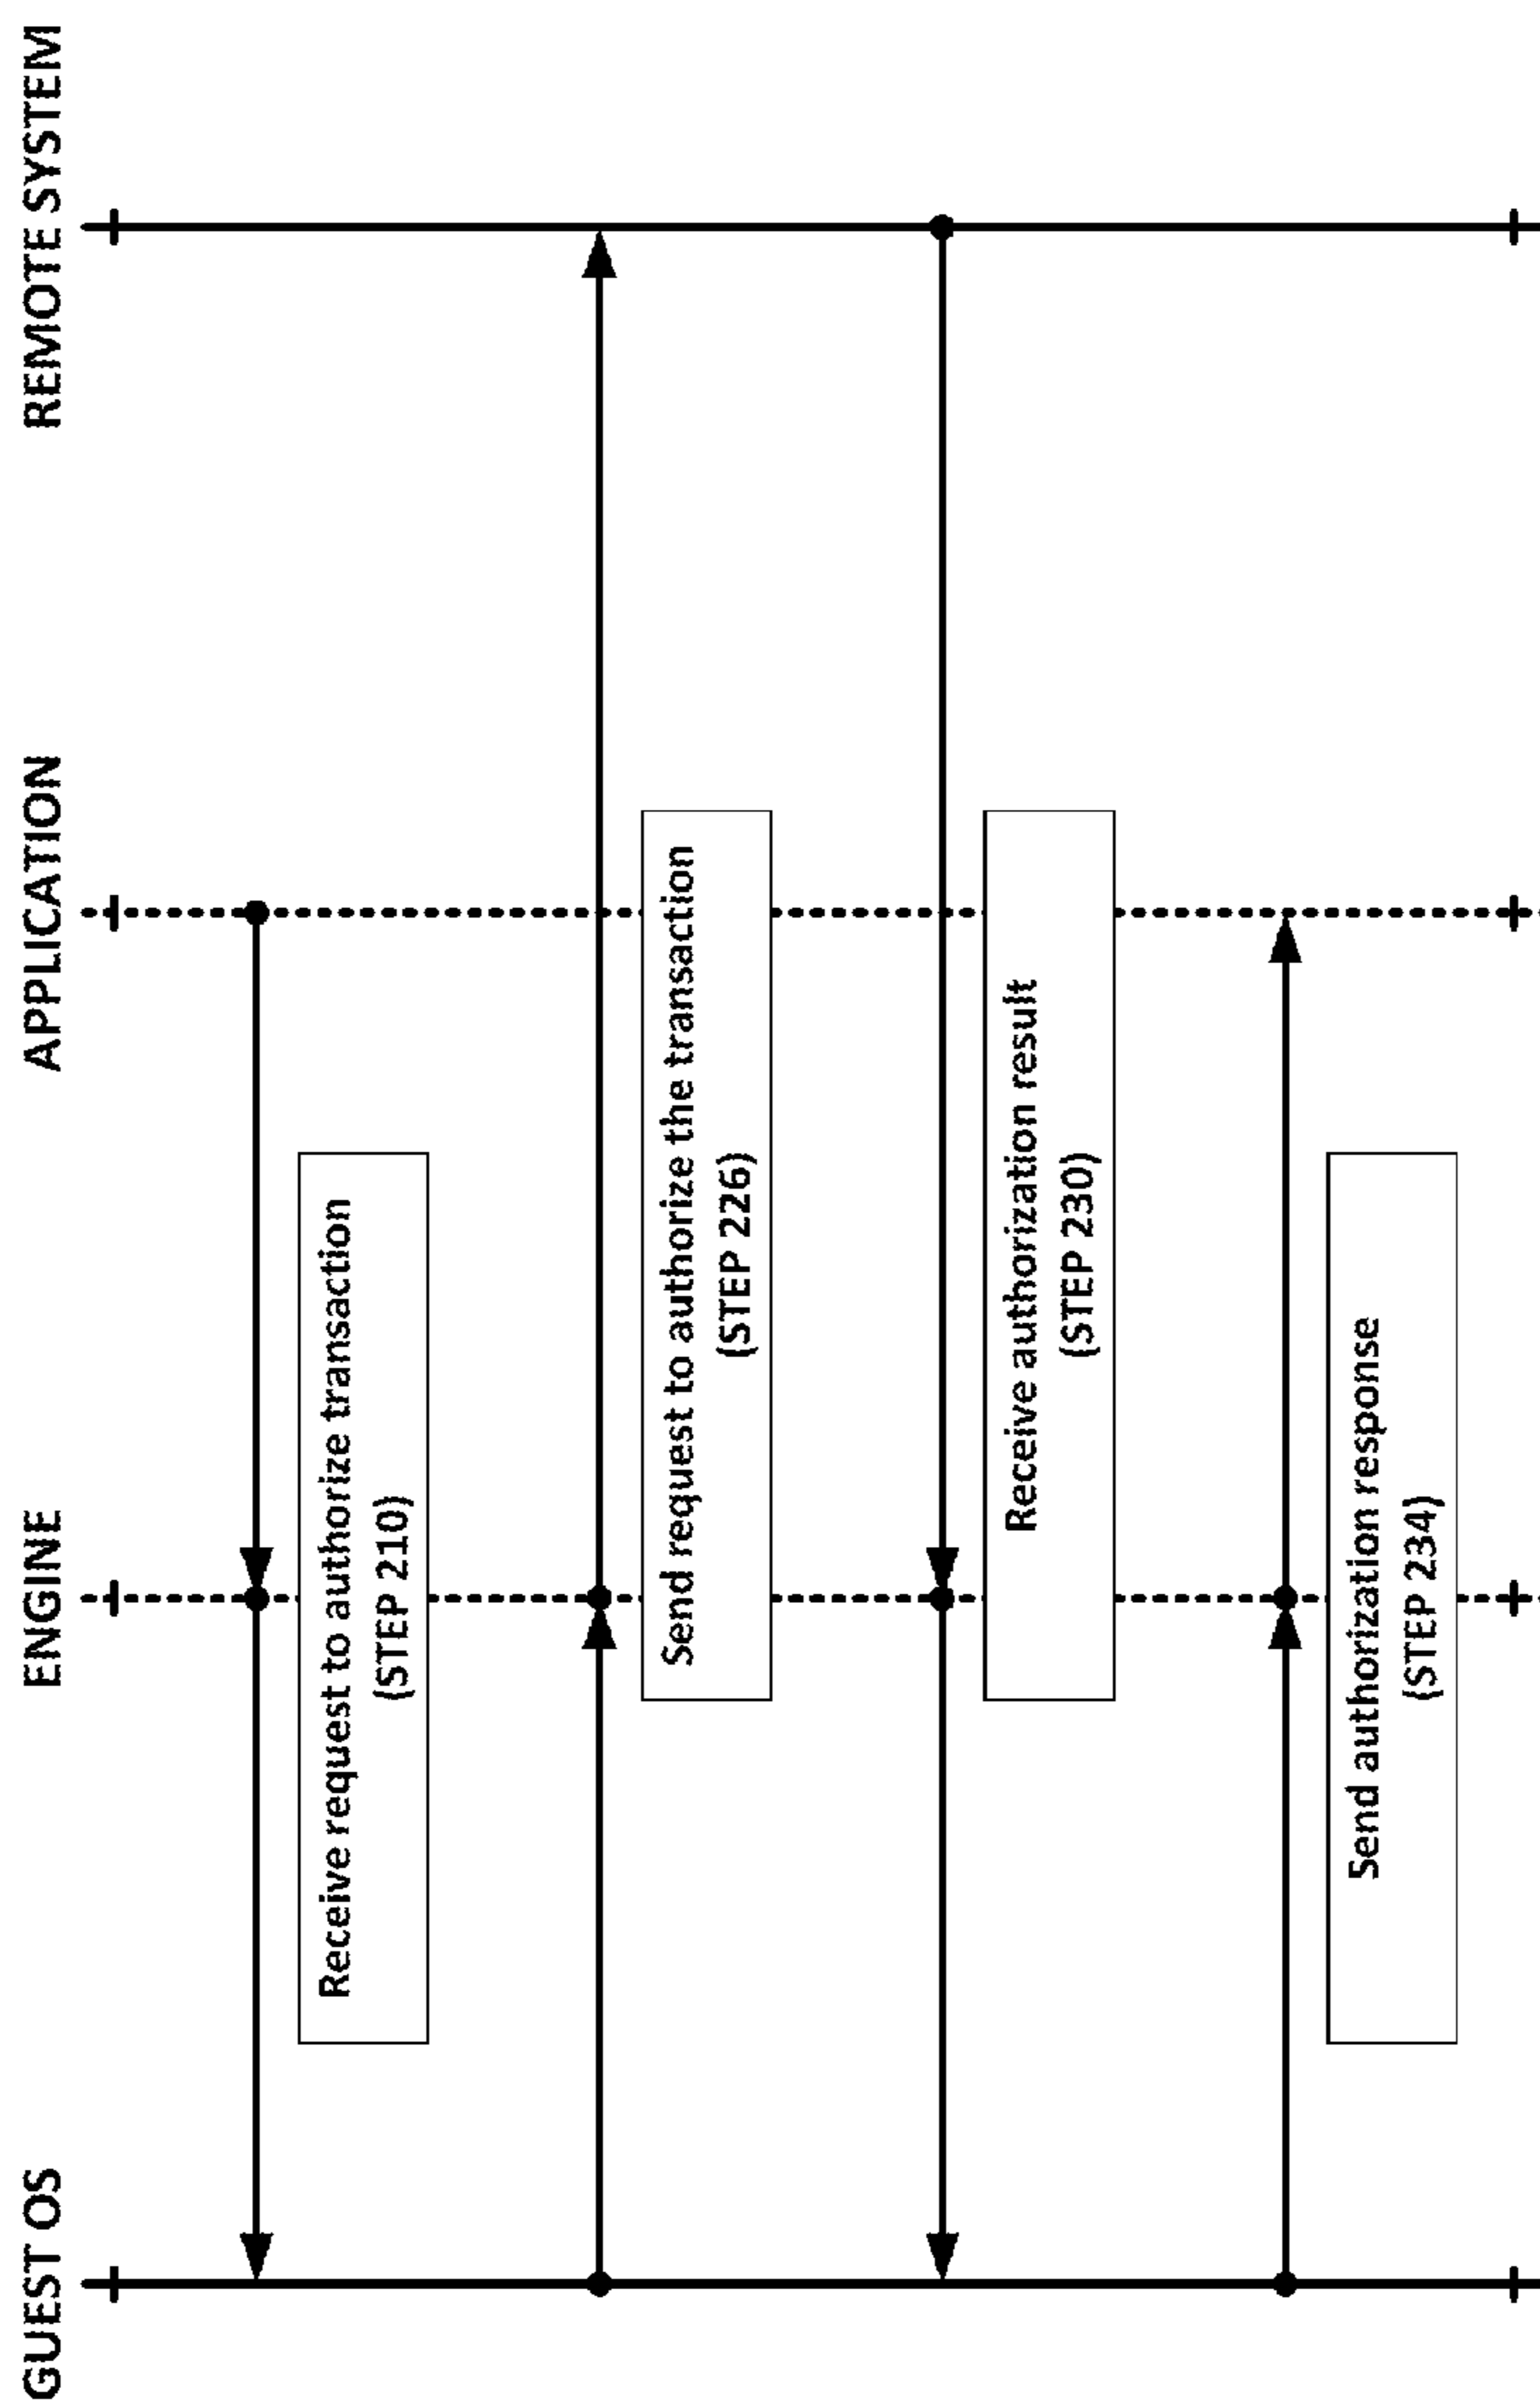 GUEST OS
ENGINE
APPLICATION
REMOTE SYSTEM
Receive request to authorize transaction
(STEP 210)
Send request to authorize the transaction
(STEP 226)
Receive authorization result
(STEP 230)
Send authorization response
(STEP 234)